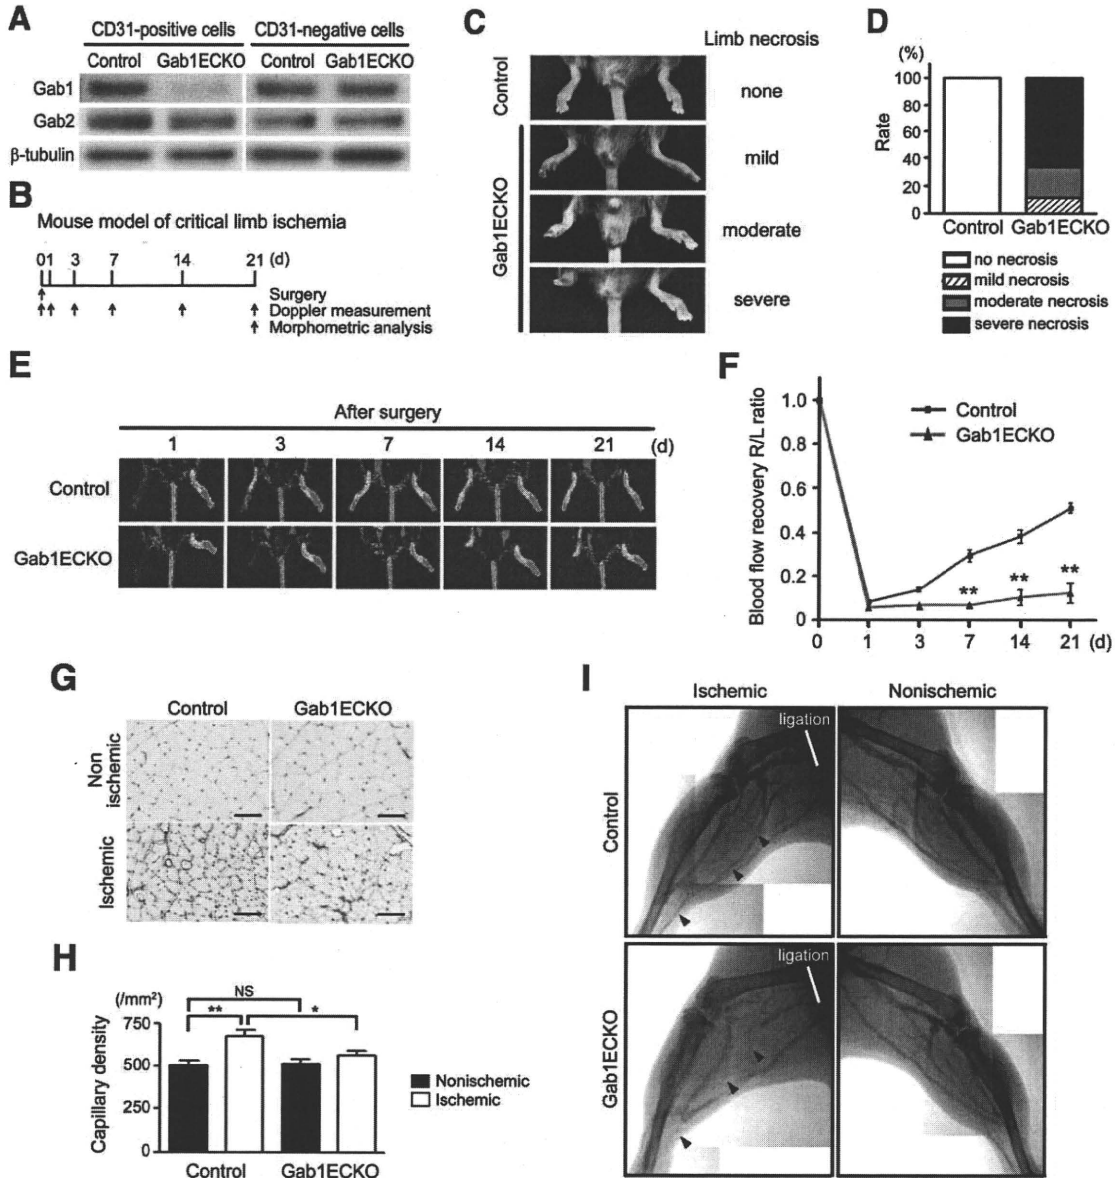 A
CD31-positive cells CD31-negative cells
Control Gab1ECKO Control Gab1ECKO
Gab1
Gab2
β-tubulin
B
Mouse model of critical limb ischemia
0 1 3 7 14 21 (d)
Surgery
Doppler measurement
Morphometric analysis
C
Limb necrosis
Control
none
Gab1ECKO
mild
moderate
severe
D
(%)
100
80
60
40
20
0
Rate
Control Gab1ECKO
no necrosis
mild necrosis
moderate necrosis
severe necrosis
E
After surgery
1 3 7 14 21 (d)
Control
Gab1ECKO
F
Blood flow recovery R/L ratio
1.0
0.8
0.6
0.4
0.2
0
Control
Gab1ECKO
** ** **
0 1 3 7 14 21 (d)
G
Control Gab1ECKO
Non ischemic
Ischemic
H
(/mm²)
Capillary density
750
500
250
0
NS
** *
Nonischemic
Ischemic
Control Gab1ECKO
I
Ischemic Nonischemic
ligation
Control
ligation
Gab1ECKO